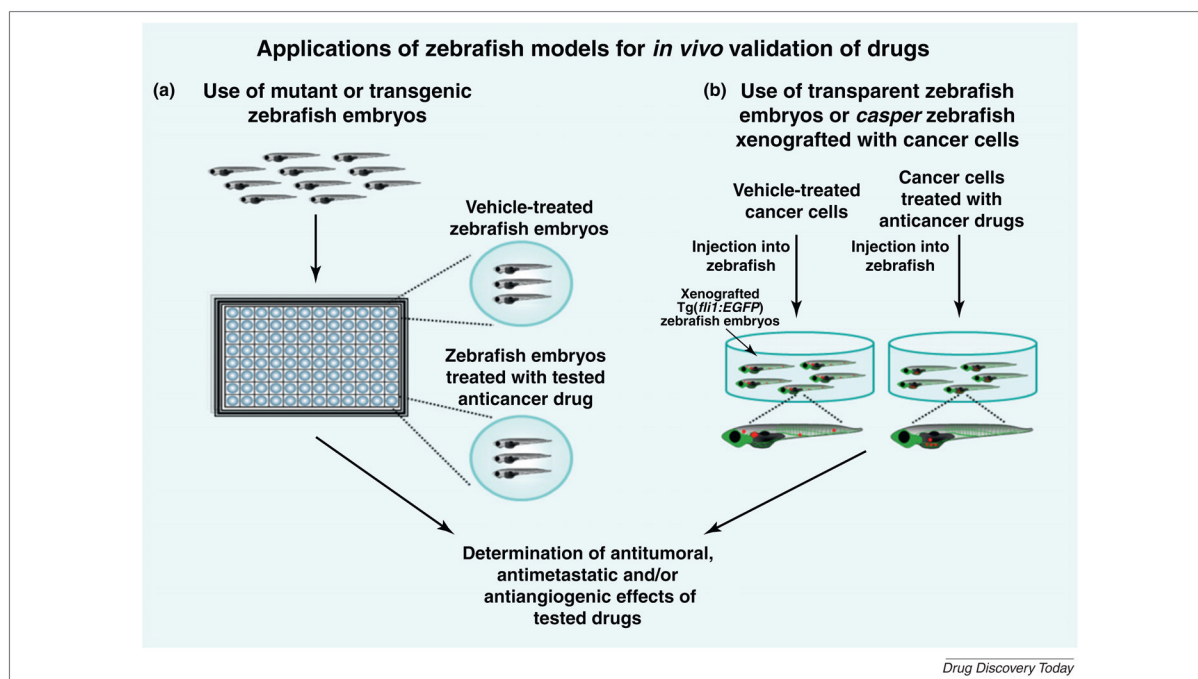 Applications of zebrafish models for in vivo validation of drugs
(a) Use of mutant or transgenic
zebrafish embryos
Vehicle-treated
zebrafish embryos
Zebrafish embryos
treated with tested
anticancer drug
(b) Use of transparent zebrafish
embryos or casper zebrafish
xenografted with cancer cells
Vehicle-treated
cancer cells
Cancer cells
treated with
anticancer drugs
Injection into
zebrafish
Injection into
zebrafish
Xenografted
Tg(fli1:EGFP)
zebrafish embryos
Determination of antitumoral,
antimetastatic and/or
antiangiogenic effects of
tested drugs
Drug Discovery Today